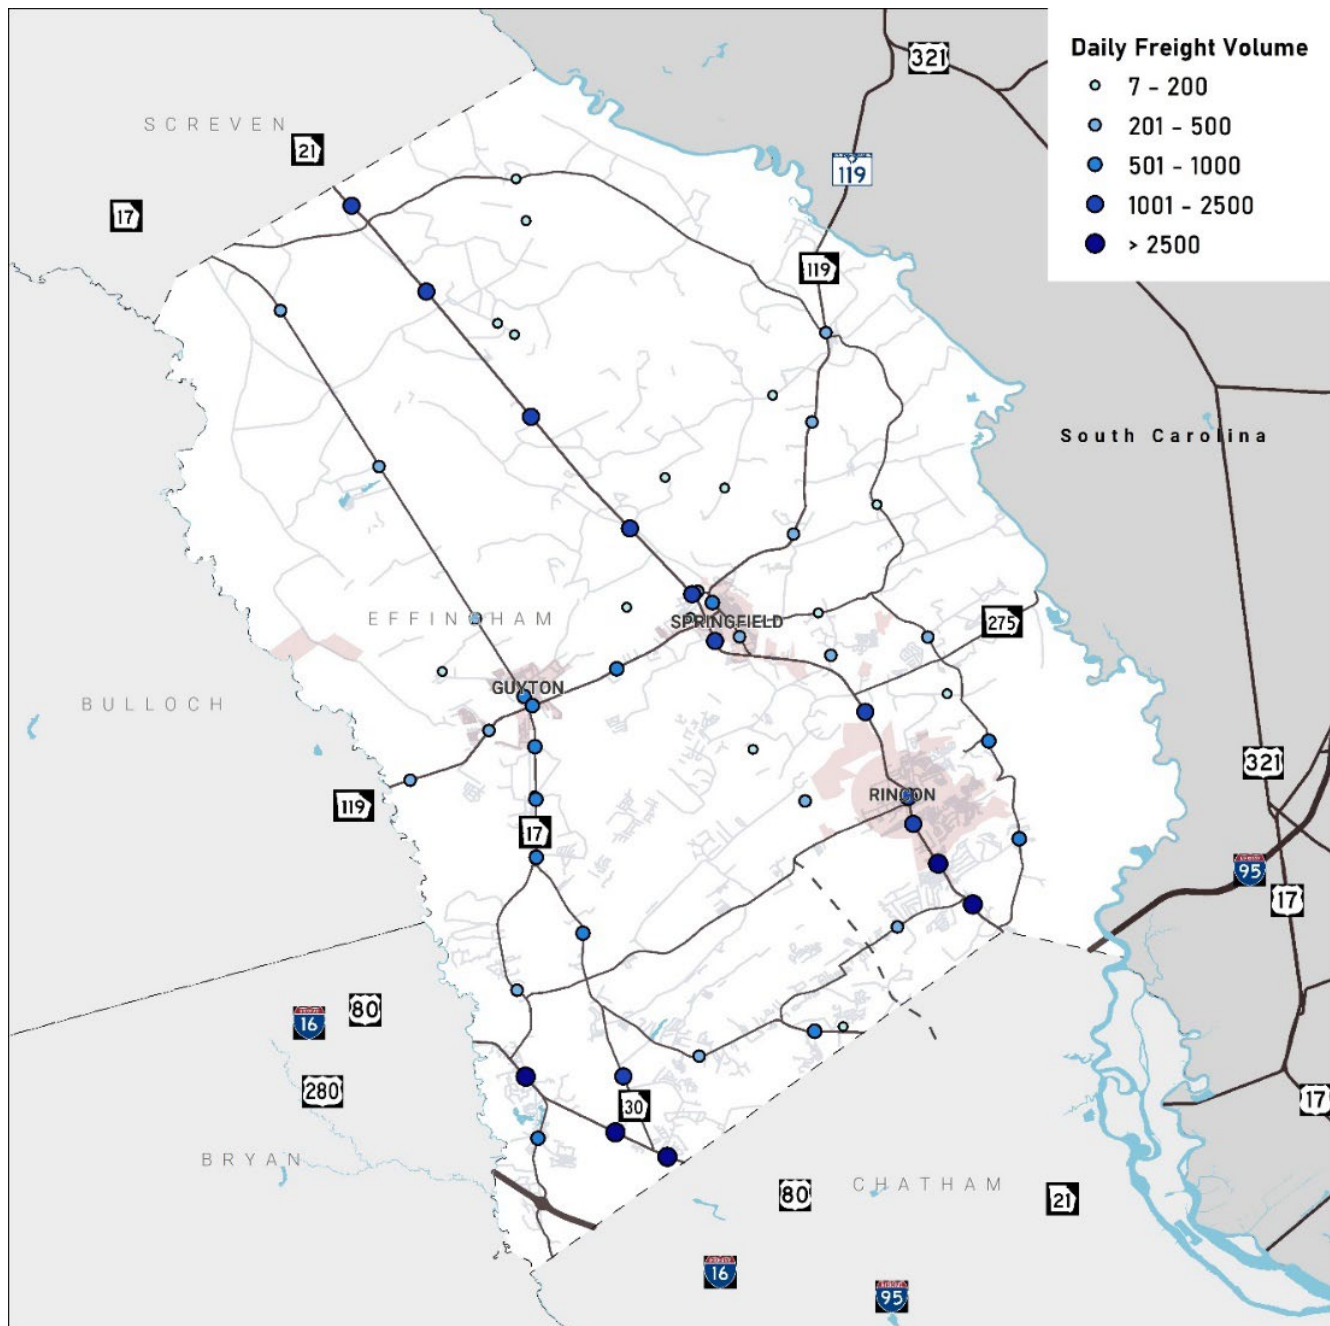 Daily Freight Volume
7 - 200
201 - 500
501 - 1000
1001 - 2500
> 2500
321
SCREVEN
21
119
17
119
South Carolina
EFFINGHAM
SPRINGFIELD
275
GUYTON
BULLOCH
321
RINCON
119
17
95
17
80
16
280
30
17
BRYAN
CHATHAM
80
21
16
95